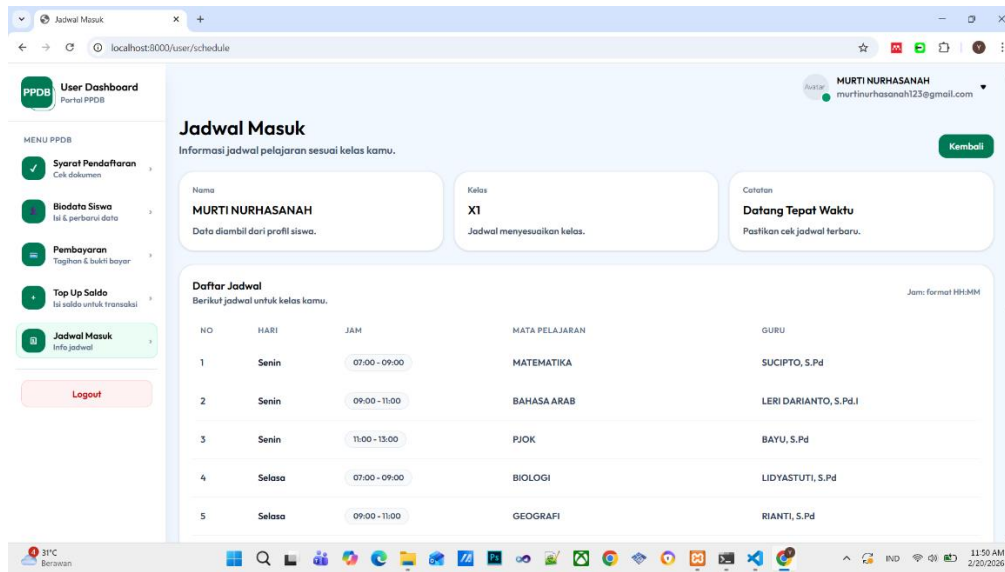 Jadwal Masuk
localhost:8000/user/schedule
PPDB
User Dashboard
Portal PPDB
MURTI NURHASANAH
murtinurhasanah123@gmail.com
MENU PPDB
Syarat Pendaftaran
Cek dokumen
Biodata Siswa
Isi & perbarui data
Pembayaran
Tagihan & bukti bayar
Top Up Saldo
Isi saldo untuk transaksi
Jadwal Masuk
Info jadwal
Logout
Jadwal Masuk
Informasi jadwal pelajaran sesuai kelas kamu.
Kembali
Nama
MURTI NURHASANAH
Data diambil dari profil siswa.
Kelas
X1
Jadwal menyesuaikan kelas.
Catatan
Datang Tepat Waktu
Pastikan cek jadwal terbaru.
Daftar Jadwal
Berikut jadwal untuk kelas kamu.
Jam: format HH:MM
NO HARI JAM MATA PELAJARAN GURU
1 Senin 07:00 - 09:00 MATEMATIKA SUCIPTO, S.Pd
2 Senin 09:00 - 11:00 BAHASA ARAB LERI DARIANTO, S.Pd.I
3 Senin 11:00 - 13:00 PJOK BAYU, S.Pd
4 Selasa 07:00 - 09:00 BIOLOGI LIDYASTUTI, S.Pd
5 Selasa 09:00 - 11:00 GEOGRAFI RIANTI, S.Pd
31°C
Berawan
IND
11:50 AM